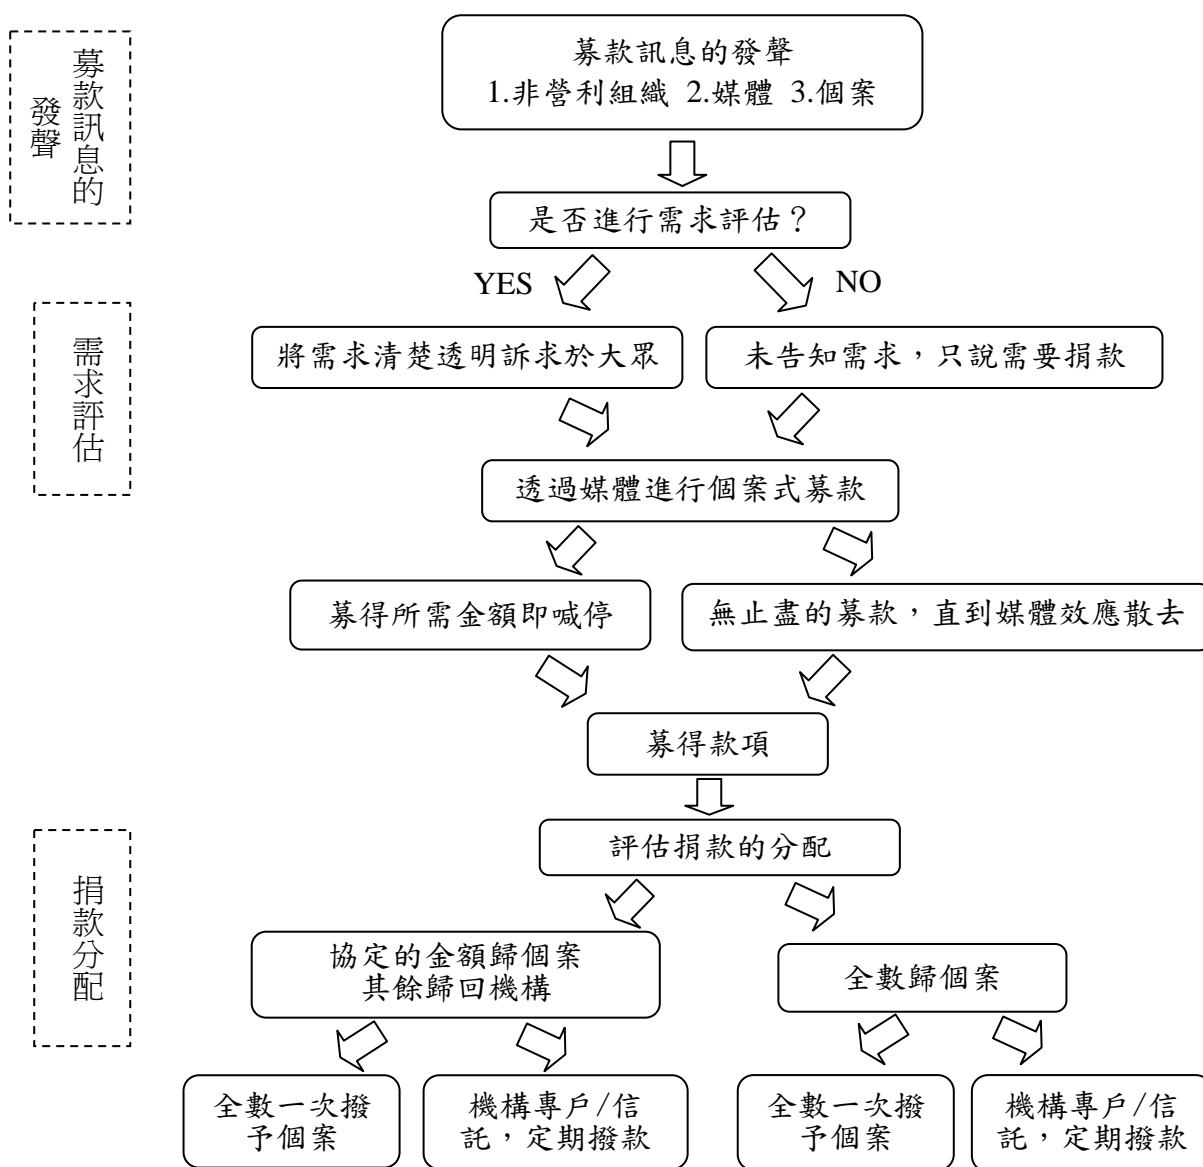 募款訊息的
發聲
募款訊息的發聲
1.非營利組織 2.媒體 3.個案
是否進行需求評估？
YES
NO
需求評估
將需求清楚透明訴求於大眾
未告知需求，只說需要捐款
透過媒體進行個案式募款
募得所需金額即喊停
無止盡的募款，直到媒體效應散去
募得款項
捐款分配
評估捐款的分配
協定的金額歸個案
其餘歸回機構
全數歸個案
全數一次撥
予個案
機構專戶/信
託，定期撥款
全數一次撥
予個案
機構專戶/信
託，定期撥款